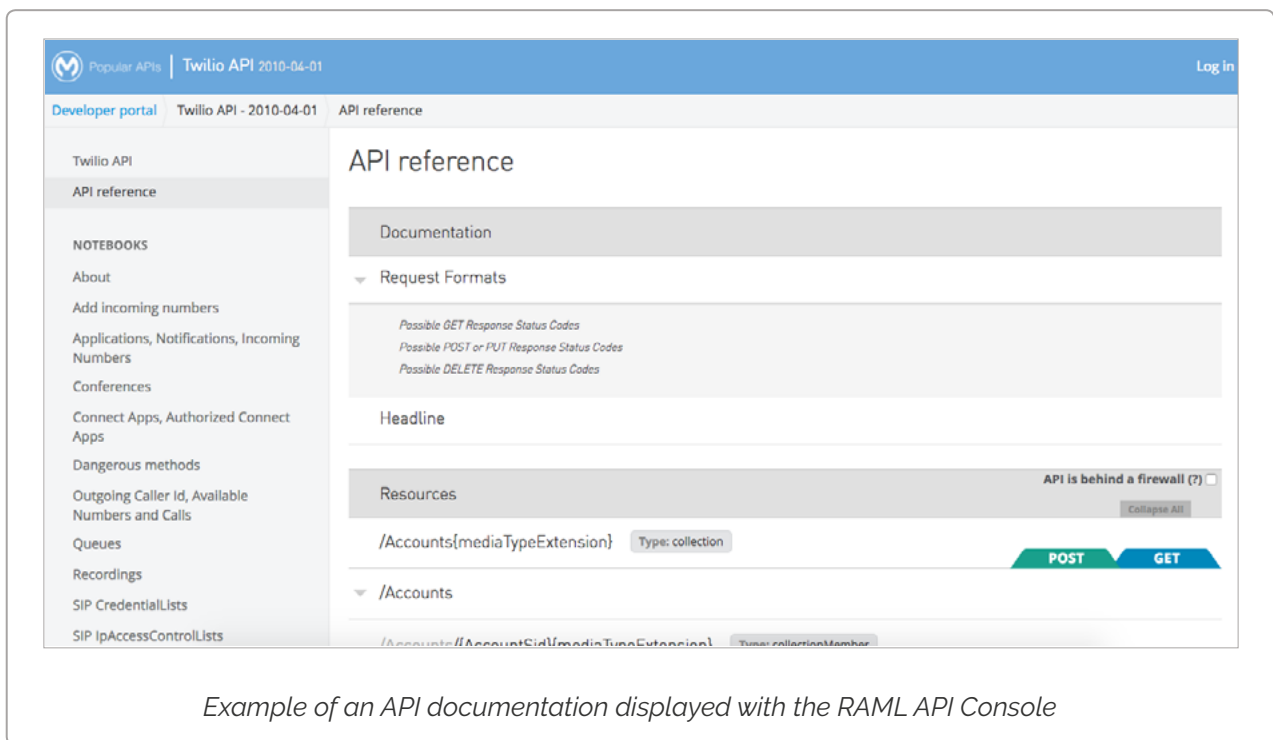 Popular APIs | Twilio API 2010-04-01
Log in
Developer portal
Twilio API - 2010-04-01
API reference
Twilio API
API reference
NOTEBOOKS
About
Add incoming numbers
Applications, Notifications, Incoming
Numbers
Conferences
Connect Apps, Authorized Connect
Apps
Dangerous methods
Outgoing Caller Id, Available
Numbers and Calls
Queues
Recordings
SIP CredentialLists
SIP IpAccessControlLists
API reference
Documentation
Request Formats
Possible GET Response Status Codes
Possible POST or PUT Response Status Codes
Possible DELETE Response Status Codes
Headline
Resources
API is behind a firewall (?)
Collapse All
/Accounts{mediaTypeExtension}
Type: collection
POST
GET
/Accounts
/Accounts/{AccountSid}{mediaTypeExtension}
Type: collectionMember
Example of an API documentation displayed with the RAML API Console